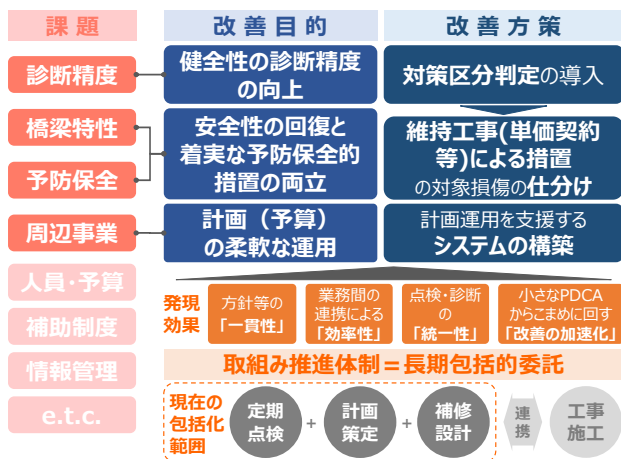 課題
改善目的
改善方策
診断精度
健全性の診断精度
の向上
対策区分判定の導入
橋梁特性
予防保全
安全性の回復と
着実な予防保全的
措置の両立
維持工事(単価契約
等)による措置
の対象損傷の仕分け
周辺事業
計画（予算）
の柔軟な運用
計画運用を支援する
システムの構築
人員・予算
補助制度
情報管理
e.t.c.
発現
効果
方針等の
「一貫性」
業務間の
連携による
「効率性」
点検・診断
の
「統一性」
小さなPDCA
からこまめに回す
「改善の加速化」
取組み推進体制＝長期包括的委託
現在の
包括化
範囲
定期
点検
+
計画
策定
+
補修
設計
連
携
工事
施工